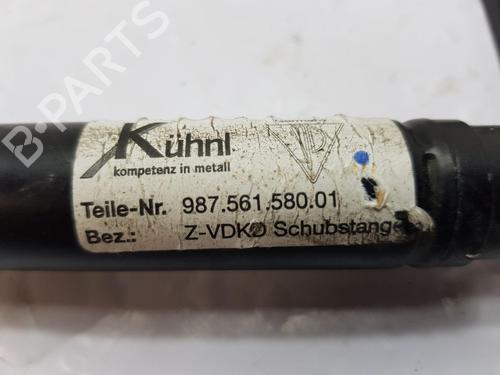 Kühnl
kompetenz in metall
Teile-Nr. 987.561.580.01
Bez.: Z-VDKO Schubstange
B-PARTS